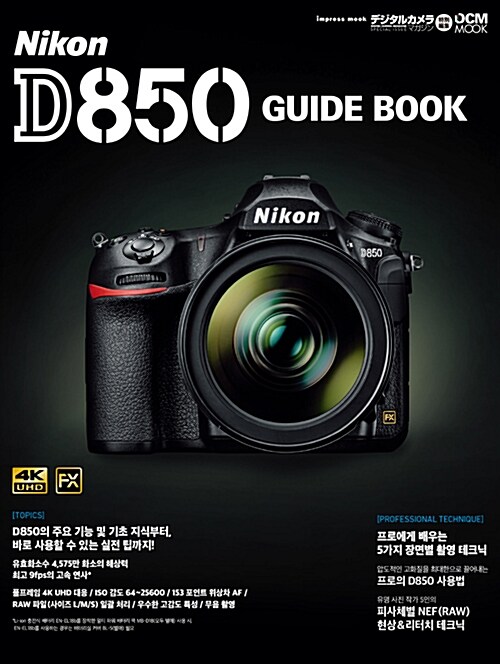 impress mook
デジタルカメラ
マガジン
SPECIAL ISSUE
DCM
MOOK
Nikon
D850 GUIDE BOOK
Nikon
D850
FX
4K
UHD
FX
[TOPICS]
D850의 주요 기능 및 기초 지식부터,
바로 사용할 수 있는 실전 팁까지!
유효화소수 4,575만 화소의 해상력
최고 9fps의 고속 연사*
풀프레임 4K UHD 대응 / ISO 감도 64~25600 / 153 포인트 위상차 AF /
RAW 파일(사이즈 L/M/S) 일괄 처리 / 우수한 고감도 특성 / 무음 촬영
[PROFESSIONAL TECHNIQUE]
프로에게 배우는
5가지 장면별 촬영 테크닉
압도적인 고화질을 최대한으로 끌어내는
프로의 D850 사용법
유명 사진 작가 5인의
피사체별 NEF(RAW)
현상&리터치 테크닉